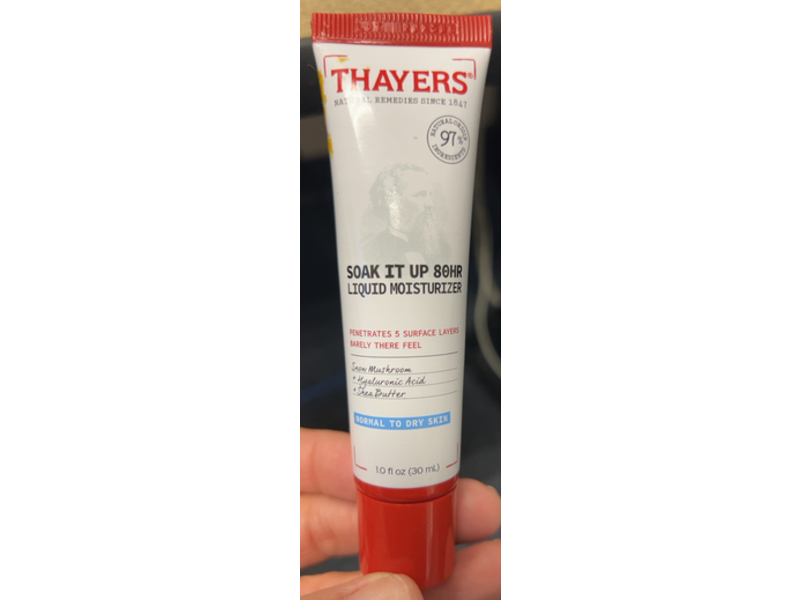 THAYERS®
NATURAL REMEDIES SINCE 1847
NATURAL ORIGIN
97%
INGREDIENTS
SOAK IT UP 80HR
LIQUID MOISTURIZER
PENETRATES 5 SURFACE LAYERS
BARELY THERE FEEL
Snow Mushroom
+ Hyaluronic Acid
+ Shea Butter
NORMAL TO DRY SKIN
1.0 fl oz (30 mL)